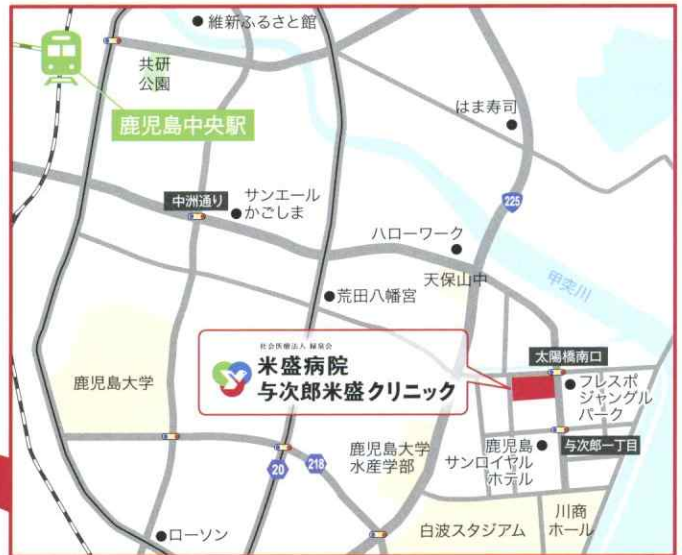 維新ふるさと館
共研
公園
鹿児島中央駅
はま寿司
中洲通り
サンエール
かごしま
225
ハローワーク
天保山中
甲突川
荒田八幡宮
社会医療法人 緑泉会
米盛病院
与次郎米盛クリニック
太陽橋南口
フレスポ
ジャングル
パーク
鹿児島大学
鹿児島
サンロイヤル
ホテル
与次郎一丁目
鹿児島大学
水産学部
20
218
ローソン
白波スタジアム
川商
ホール